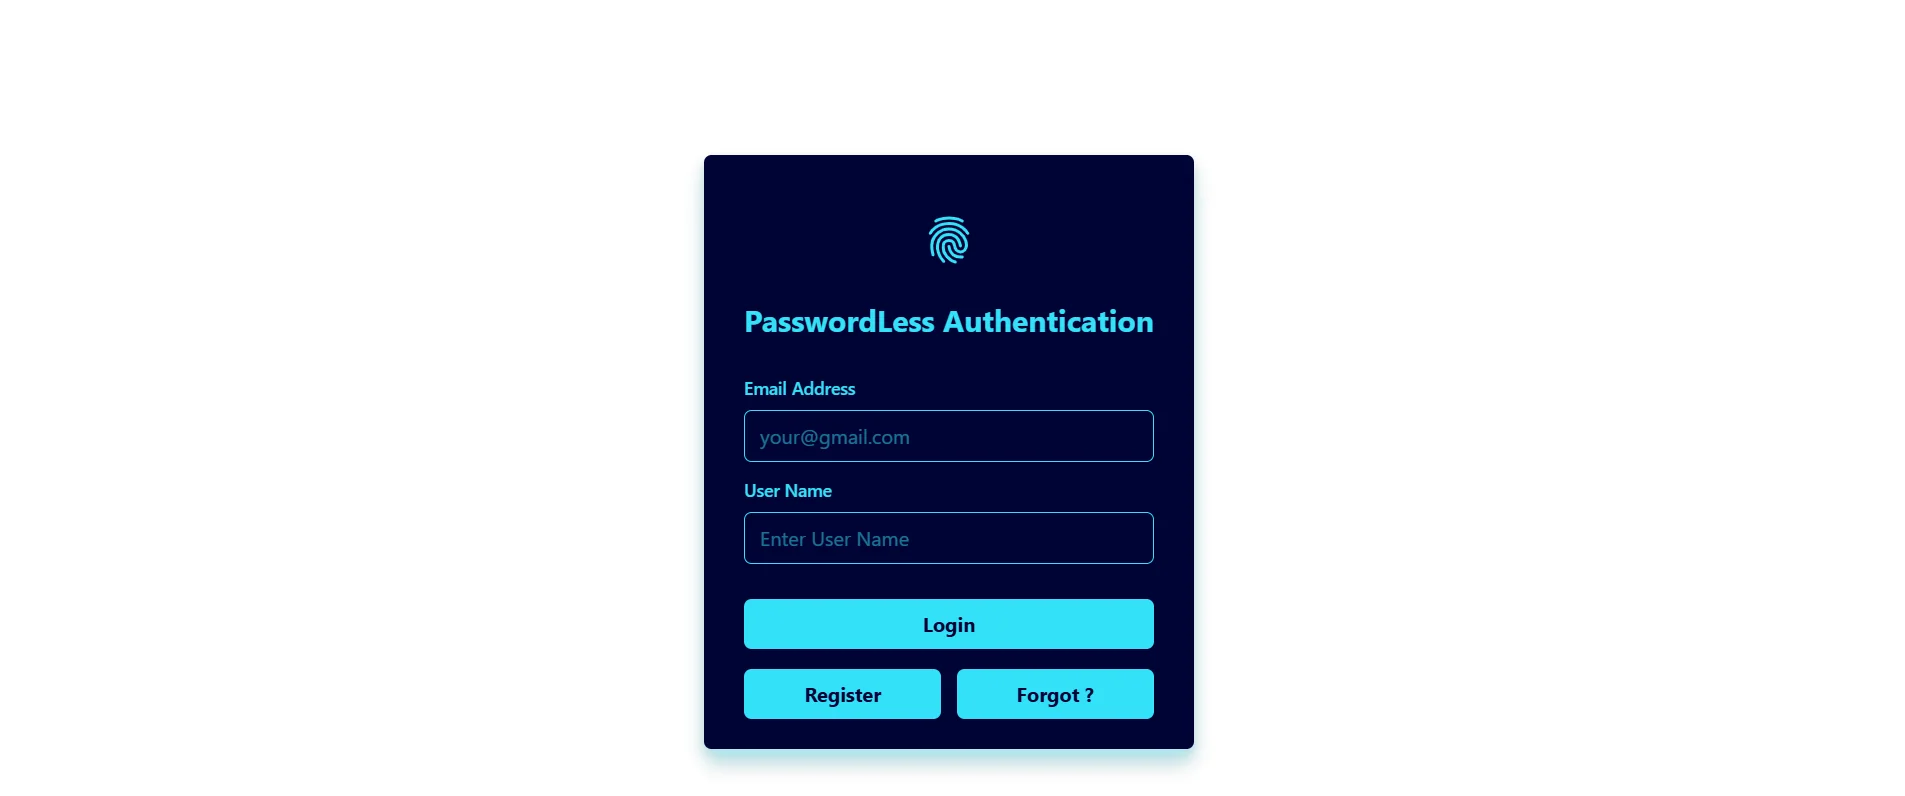 PasswordLess Authentication
Email Address
your@gmail.com
User Name
Enter User Name
Login
Register Forgot ?